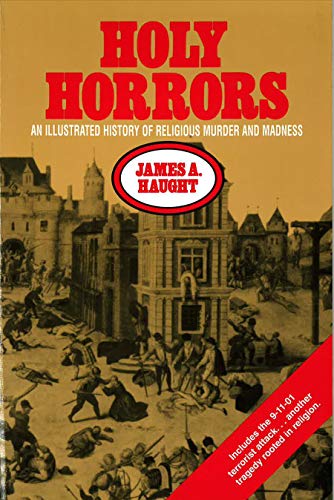 HOLY
HORRORS
AN ILLUSTRATED HISTORY OF RELIGIOUS MURDER AND MADNESS
JAMES A.
HAUGHT
Includes the 9-11-01
terrorist attack. . . another
tragedy rooted in religion.